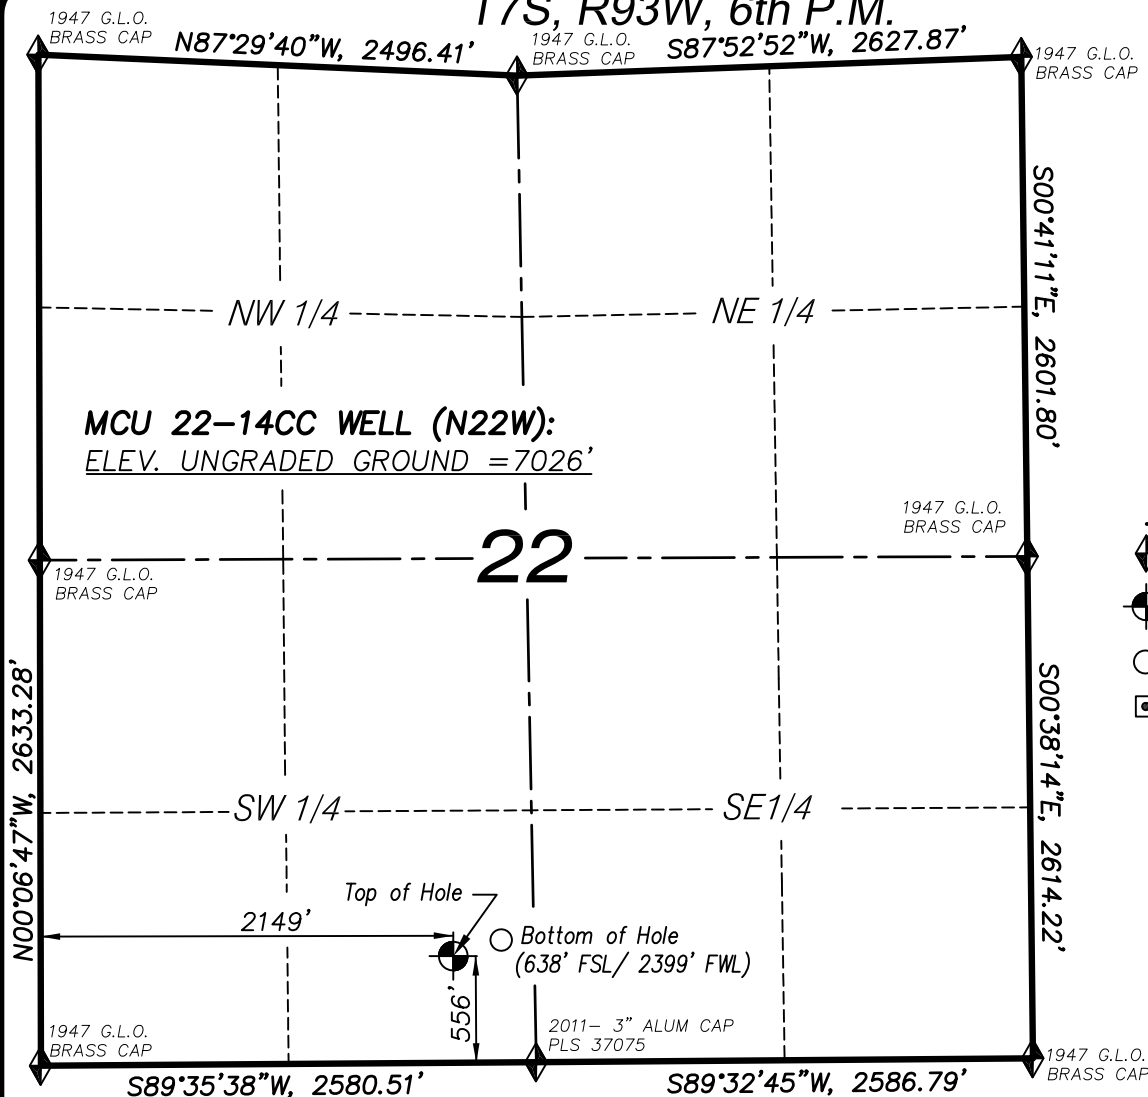 T7S, R93W, 6th P.M.
1947 G.L.O.
BRASS CAP
N87°29'40"W, 2496.41'
1947 G.L.O.
BRASS CAP
S87°52'52"W, 2627.87'
1947 G.L.O.
BRASS CAP
S00°41'11"E, 2601.80'
NW 1/4
NE 1/4
MCU 22-14CC WELL (N22W):
ELEV. UNGRADED GROUND =7026'
1947 G.L.O.
BRASS CAP
22
1947 G.L.O.
BRASS CAP
N00°06'47"W, 2633.28'
S00°38'14"E, 2614.22'
SW 1/4
SE1/4
Top of Hole
2149'
Bottom of Hole
(638' FSL/ 2399' FWL)
556'
1947 G.L.O.
BRASS CAP
2011- 3" ALUM CAP
PLS 37075
1947 G.L.O.
BRASS CAP
S89°35'38"W, 2580.51'
S89°32'45"W, 2586.79'